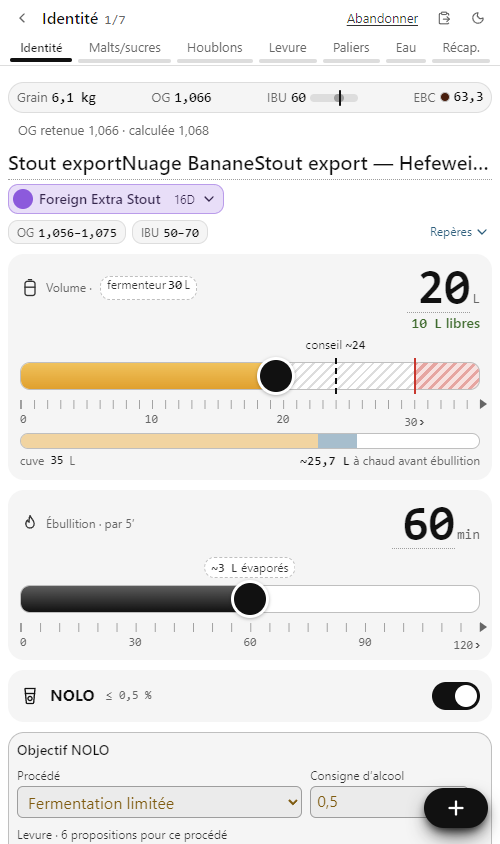 Identité 1/7
Abandonner
Identité Malts/sucres Houblons Levure Paliers Eau Récap.
Grain 6,1 kg OG 1,066 IBU 60 EBC 63,3
OG retenue 1,066 · calculée 1,068
Stout exportNuage BananeStout export — Hefewei...
Foreign Extra Stout 16D
OG 1,056–1,075 IBU 50–70 Repères
Volume · fermenteur 30 L 20 L
10 L libres
conseil ~24
0 10 20 30 ›
cuve 35 L ~25,7 L à chaud avant ébullition
Ébullition · par 5' 60 min
~3 L évaporés
0 30 60 90 120 ›
NOLO ≤ 0,5 %
Objectif NOLO
Procédé Consigne d'alcool
Fermentation limitée 0,5
Levure · 6 propositions pour ce procédé